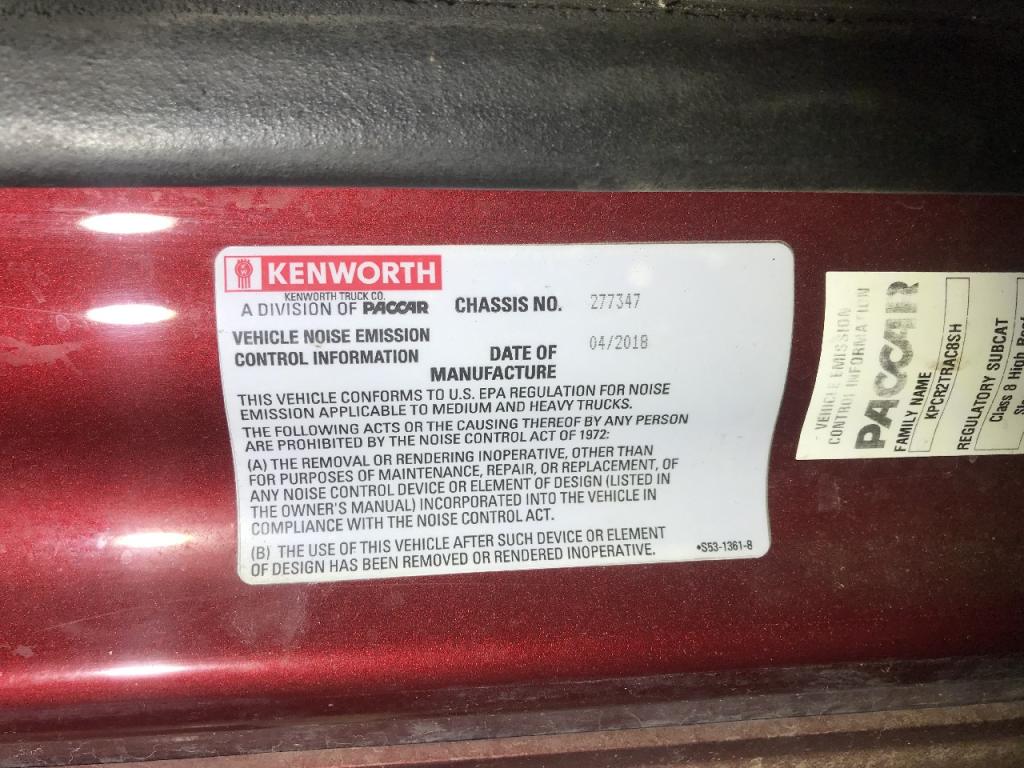 KENWORTH
KENWORTH TRUCK CO.
A DIVISION OF PACCAR
CHASSIS NO. 277347
VEHICLE NOISE EMISSION
CONTROL INFORMATION
DATE OF
MANUFACTURE
04/2018
THIS VEHICLE CONFORMS TO U.S. EPA REGULATION FOR NOISE
EMISSION APPLICABLE TO MEDIUM AND HEAVY TRUCKS.
THE FOLLOWING ACTS OR THE CAUSING THEREOF BY ANY PERSON
ARE PROHIBITED BY THE NOISE CONTROL ACT OF 1972:
(A) THE REMOVAL OR RENDERING INOPERATIVE, OTHER THAN
FOR PURPOSES OF MAINTENANCE, REPAIR, OR REPLACEMENT, OF
ANY NOISE CONTROL DEVICE OR ELEMENT OF DESIGN (LISTED IN
THE OWNER'S MANUAL) INCORPORATED INTO THE VEHICLE IN
COMPLIANCE WITH THE NOISE CONTROL ACT.
(B) THE USE OF THIS VEHICLE AFTER SUCH DEVICE OR ELEMENT
OF DESIGN HAS BEEN REMOVED OR RENDERED INOPERATIVE.
•S53-1361-8
VEHICLE EMISSION
CONTROL INFORMATION
PACCAR
FAMILY NAME
KPCR2TRAC8SH
REGULATORY SUBCAT
Class 8 High